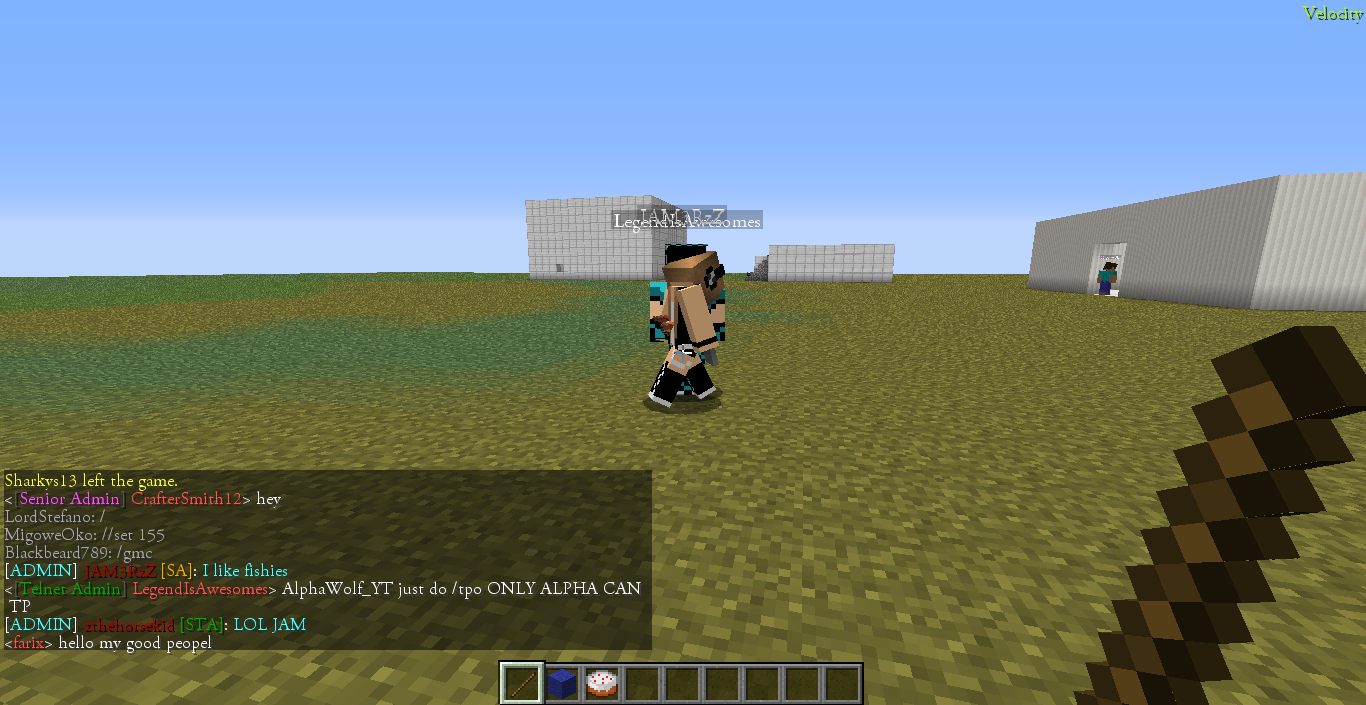 Velocity
JAM3RzZ
LegendIsAwesomes
Sharkvs13 left the game.
<[Senior Admin] CrafterSmith12> hey
LordStefano: /
MigoweOko: //set 155
Blackbeard789: /gmc
[ADMIN] JAM3RzZ [SA]: I like fishies
<[Telnet Admin] LegendIsAwesomes> AlphaWolf_YT just do /tpo ONLY ALPHA CAN
TP
[ADMIN] zthehorsekid [STA]: LOL JAM
<farix> hello my good peopel